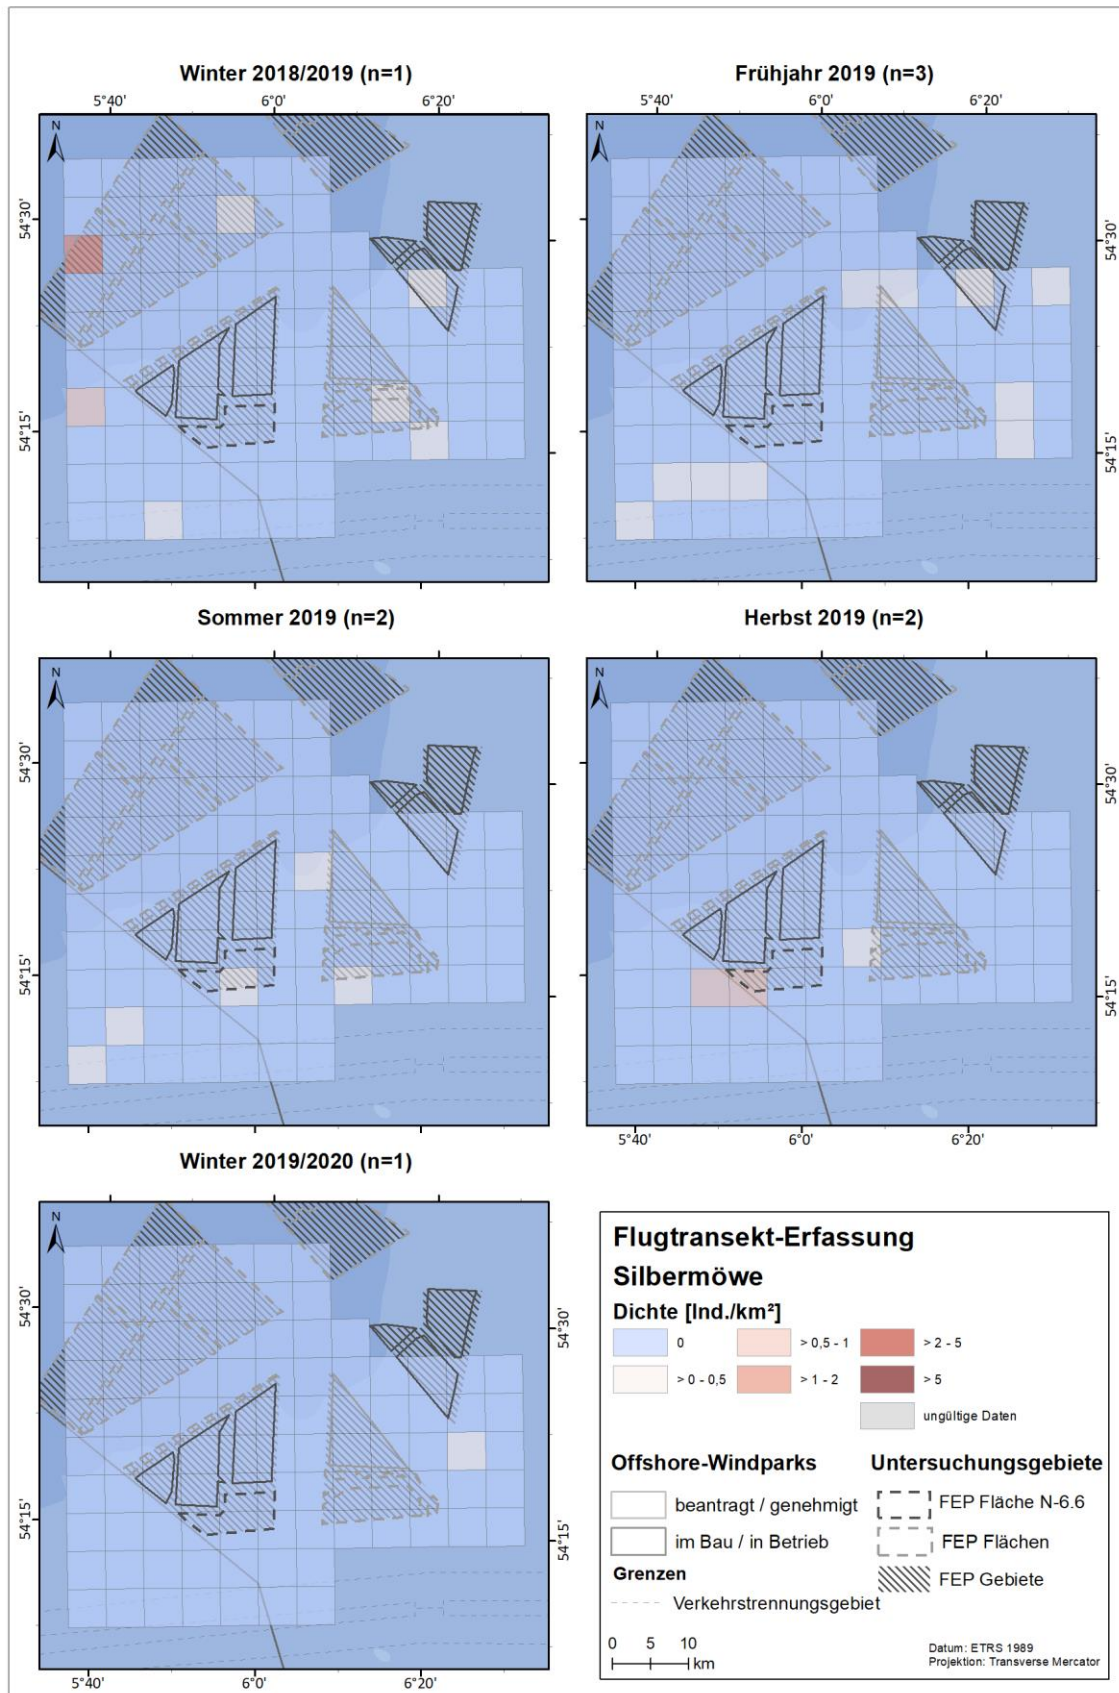 Winter 2018/2019 (n=1)
Frühjahr 2019 (n=3)
5°40' 6°0' 6°20'
5°40' 6°0' 6°20'
N
N
54°30'
54°30'
54°15'
54°15'
Sommer 2019 (n=2)
Herbst 2019 (n=2)
N
N
54°30'
54°30'
54°15'
54°15'
5°40' 6°0' 6°20'
Winter 2019/2020 (n=1)
N
54°30'
54°30'
54°15'
54°15'
5°40' 6°0' 6°20'
Flugtransekt-Erfassung
Silbermöwe
Dichte [Ind./km²]
0 > 0,5 - 1 > 2 - 5
> 0 - 0,5 > 1 - 2 > 5
ungültige Daten
Offshore-Windparks
beantragt / genehmigt
im Bau / in Betrieb
Grenzen
Verkehrstrennungsgebiet
Untersuchungsgebiete
FEP Fläche N-6.6
FEP Flächen
FEP Gebiete
0 5 10
km
Datum: ETRS 1989
Projektion: Transverse Mercator